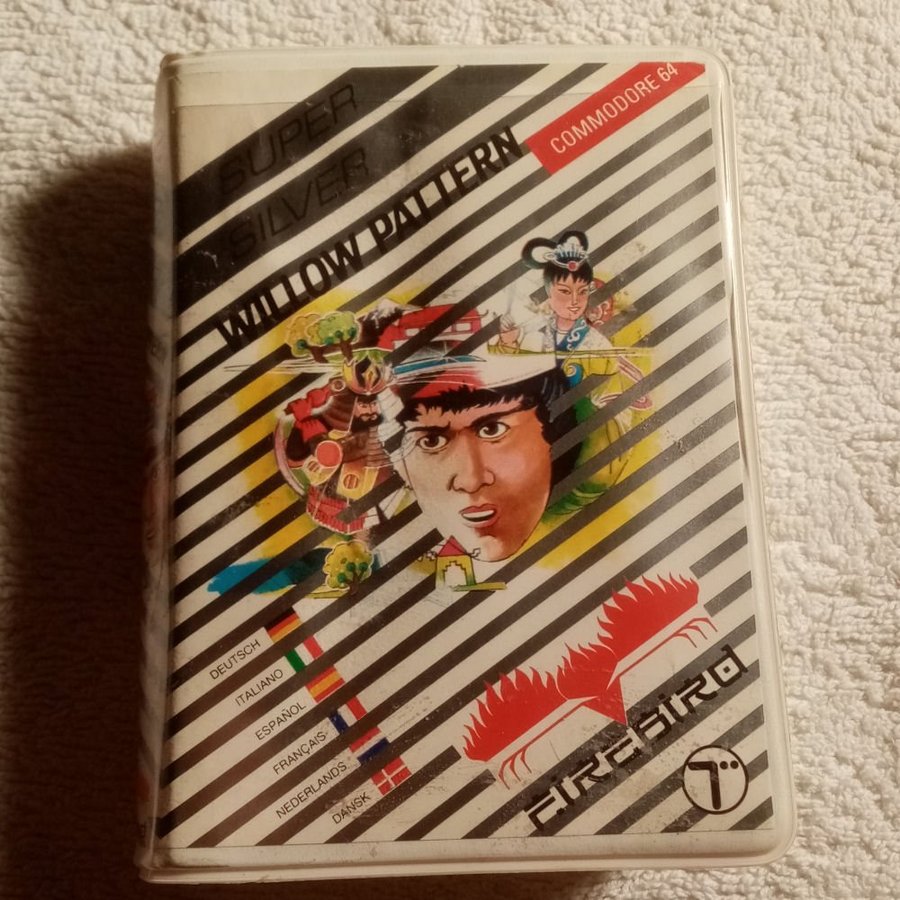 SUPER
SILVER
WILLOW PATTERN
COMMODORE 64
DEUTSCH
ITALIANO
ESPAÑOL
FRANÇAIS
NEDERLANDS
DANSK
FIREBIRD